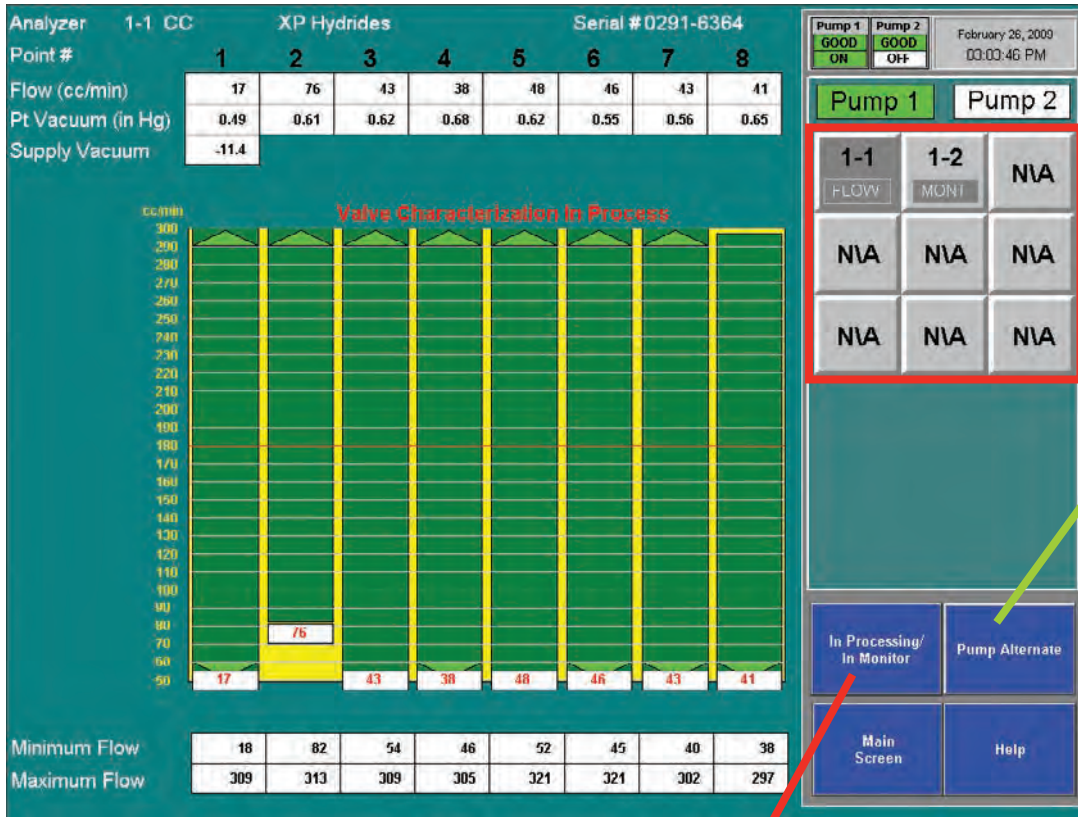 Analyzer 1-1 CC XP Hydrides Serial # 0291-6364
Point # 1 2 3 4 5 6 7 8
Flow (cc/min) 17 76 43 38 48 46 43 41
Pt Vacuum (in Hg) 0.49 0.61 0.62 0.68 0.62 0.55 0.56 0.65
Supply Vacuum -11.4
cc/min
Valve Characterization In Process
300
290
280
270
260
250
240
230
220
210
200
190
180
170
160
150
140
130
120
110
100
90
80
70
60
50
76
17 43 38 48 46 43 41
Minimum Flow 18 82 54 46 52 45 40 38
Maximum Flow 309 313 309 305 321 321 302 297
Pump 1 Pump 2
GOOD GOOD
ON OFF
February 26, 2009
03:03:46 PM
Pump 1 Pump 2
1-1 1-2 N\A
FLOW MONT
N\A N\A N\A
N\A N\A N\A
In Processing/
In Monitor
Pump Alternate
Main
Screen
Help